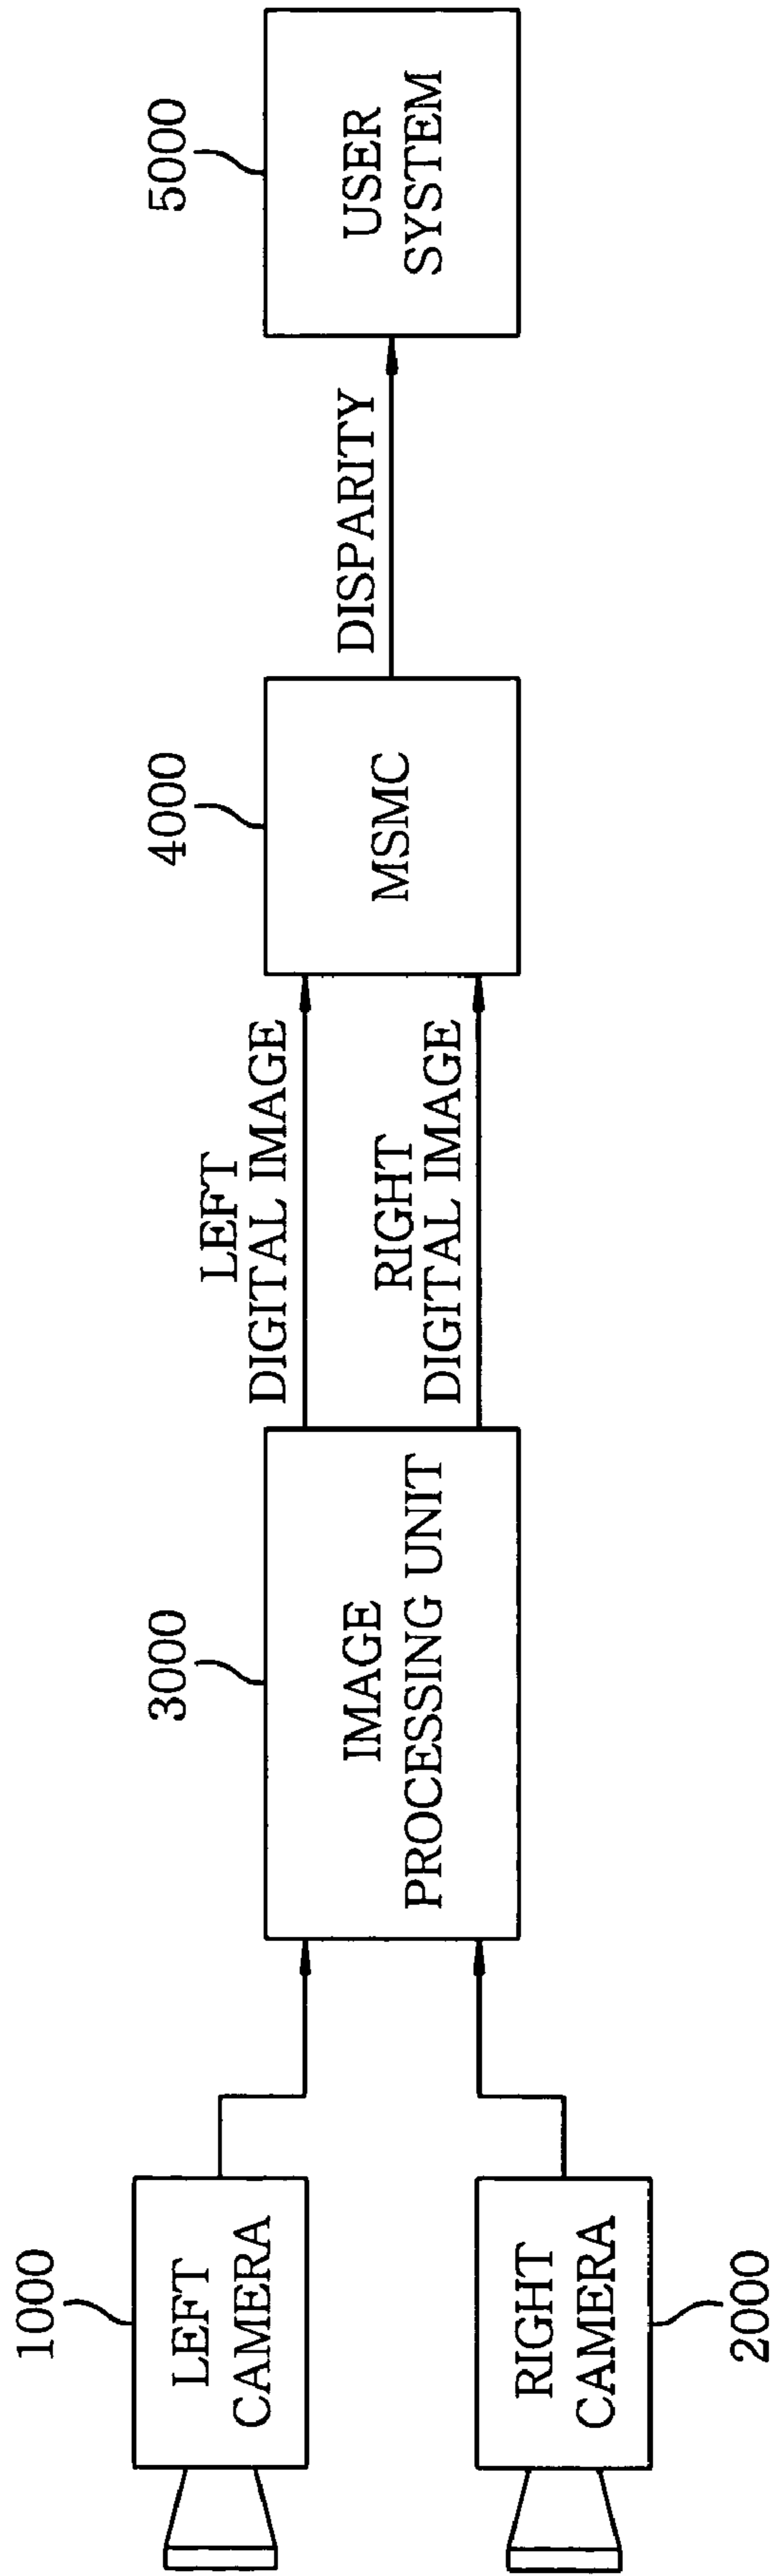 1000
LEFT
CAMERA
RIGHT
CAMERA
2000
3000
IMAGE
PROCESSING UNIT
LEFT
DIGITAL IMAGE
RIGHT
DIGITAL IMAGE
4000
MSMC
DISPARITY
5000
USER
SYSTEM